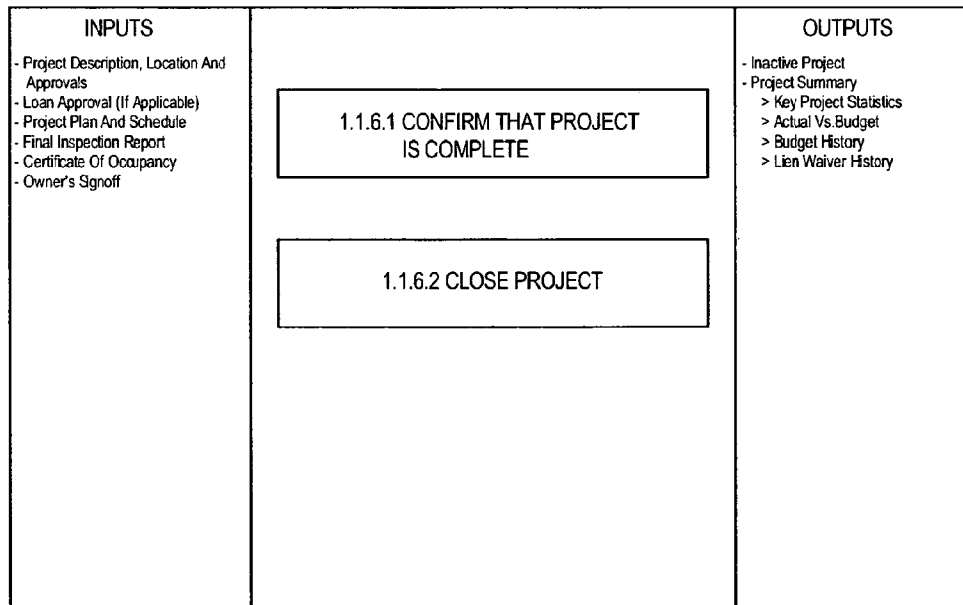 INPUTS
- Project Description, Location And
Approvals
- Loan Approval (If Applicable)
- Project Plan And Schedule
- Final Inspection Report
- Certificate Of Occupancy
- Owner's Signoff
1.1.6.1 CONFIRM THAT PROJECT
IS COMPLETE
1.1.6.2 CLOSE PROJECT
OUTPUTS
- Inactive Project
- Project Summary
> Key Project Statistics
> Actual Vs.Budget
> Budget History
> Lien Waiver History